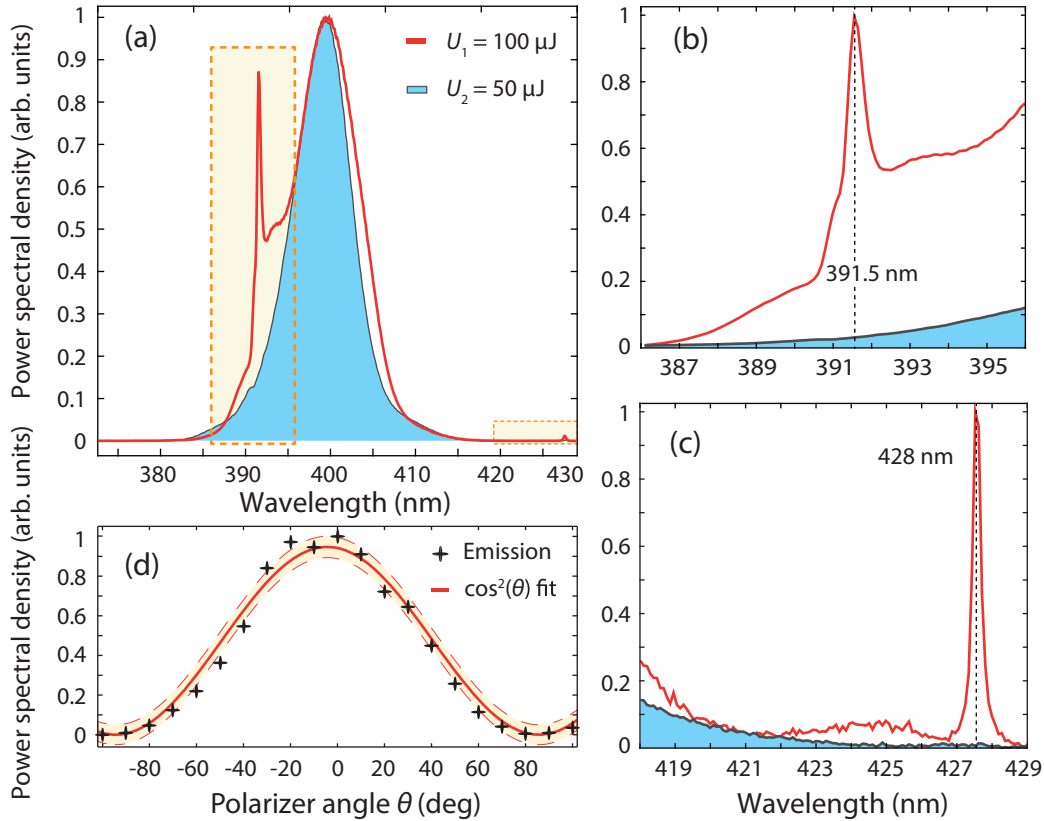 Power spectral density (arb. units)
1
0.9
0.8
0.7
0.6
0.5
0.4
0.3
0.2
0.1
0
(a)
U₁ = 100 μJ
U₂ = 50 μJ
380 390 400 410 420 430
Wavelength (nm)
1
0.8
0.6
0.4
0.2
0
(b)
391.5 nm
387 389 391 393 395
Power spectral density (arb. units)
1
0.8
0.6
0.4
0.2
0
(d)
Emission
cos²(θ) fit
-80 -60 -40 -20 0 20 40 60 80
Polarizer angle θ (deg)
1
0.8
0.6
0.4
0.2
0
(c)
428 nm
419 421 423 425 427 429
Wavelength (nm)